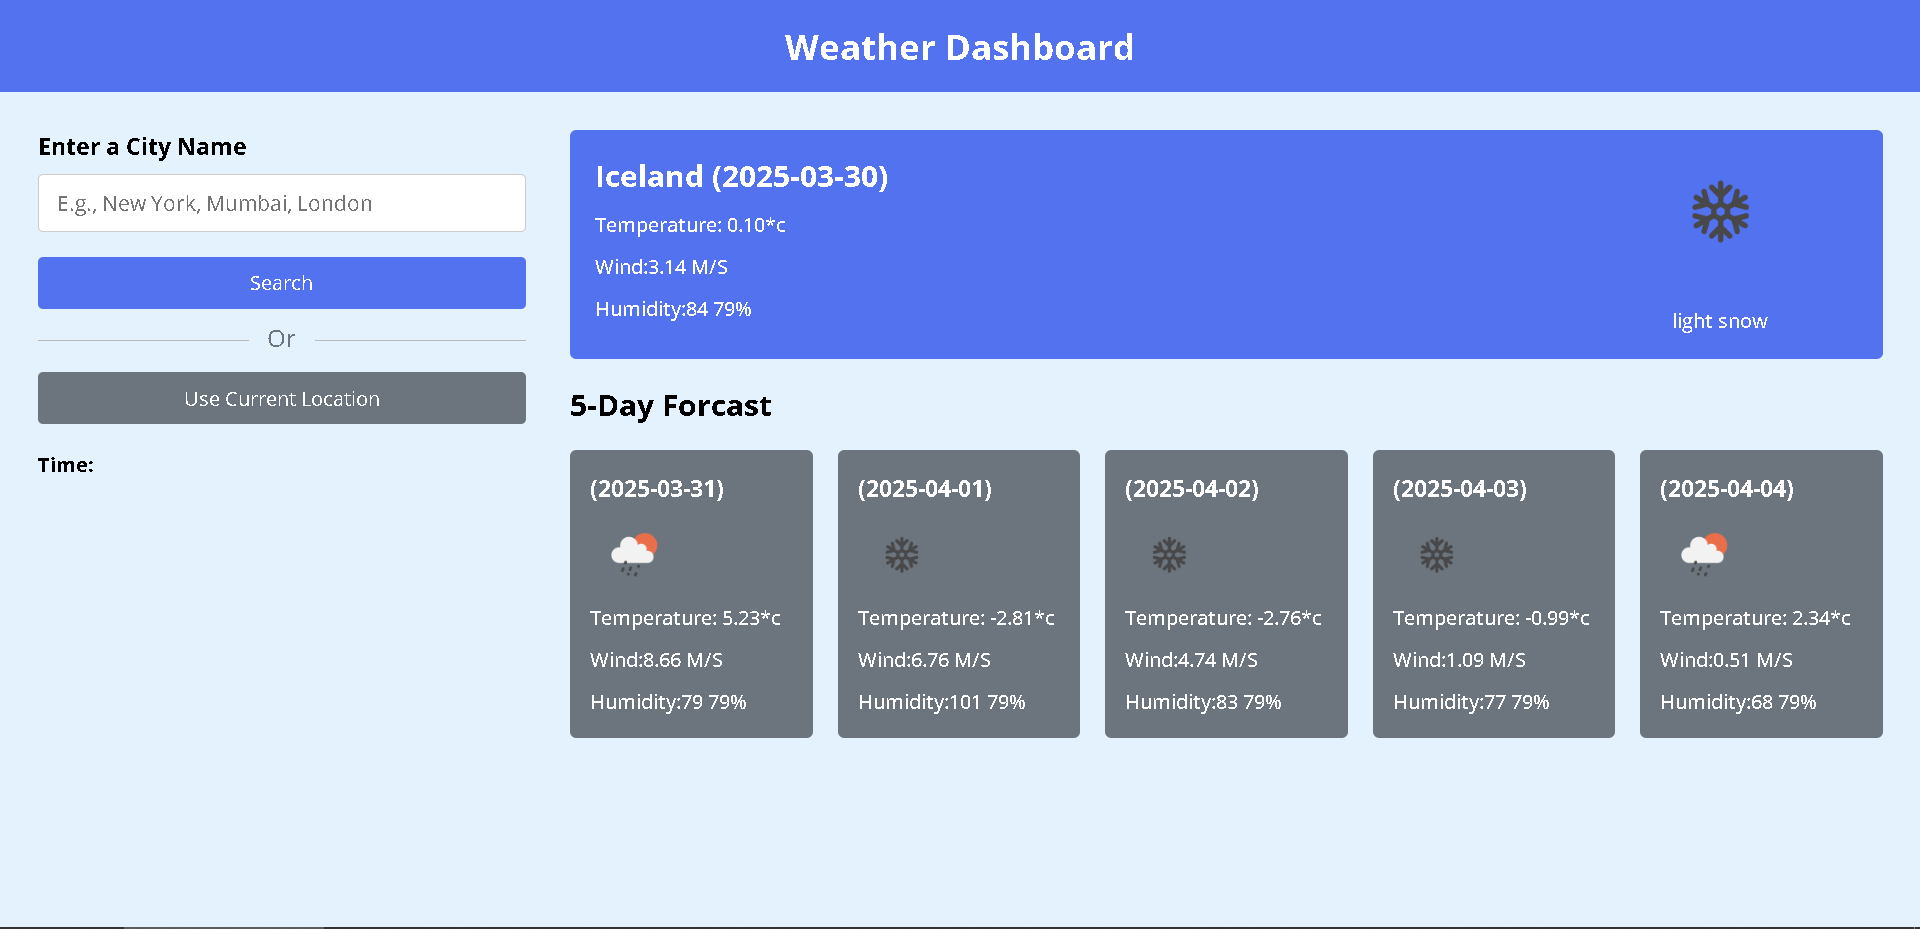 Weather Dashboard
Enter a City Name
E.g., New York, Mumbai, London
Search
Or
Use Current Location
Time:
Iceland (2025-03-30)
Temperature: 0.10*c
Wind:3.14 M/S
Humidity:84 79%
light snow
5-Day Forcast
(2025-03-31)
Temperature: 5.23*c
Wind:8.66 M/S
Humidity:79 79%
(2025-04-01)
Temperature: -2.81*c
Wind:6.76 M/S
Humidity:101 79%
(2025-04-02)
Temperature: -2.76*c
Wind:4.74 M/S
Humidity:83 79%
(2025-04-03)
Temperature: -0.99*c
Wind:1.09 M/S
Humidity:77 79%
(2025-04-04)
Temperature: 2.34*c
Wind:0.51 M/S
Humidity:68 79%